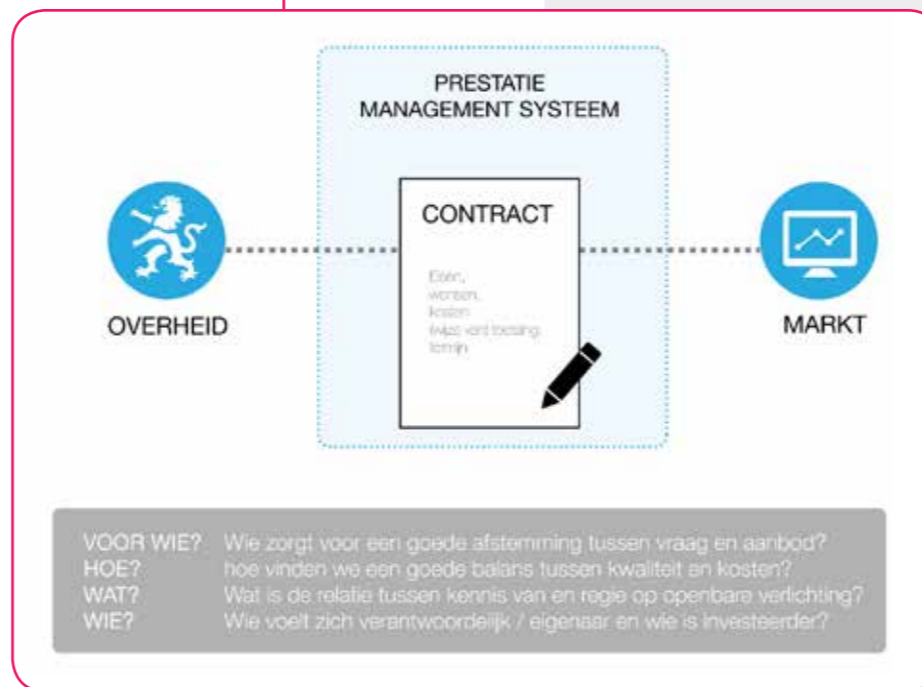 PRESTATIE
MANAGEMENT SYSTEEM
CONTRACT
Eisen,
wensen,
kosten
termijn
OVERHEID
MARKT
VOOR WIE? Wie zorgt voor een goede afstemming tussen vraag en aanbod?
HOE? hoe vinden we een goede balans tussen kwaliteit en kosten?
WAT? Wat is de relatie tussen kennis van en regie op openbare verlichting?
WIE? Wie voelt zich verantwoordelijk / eigenaar en wie is investeerder?